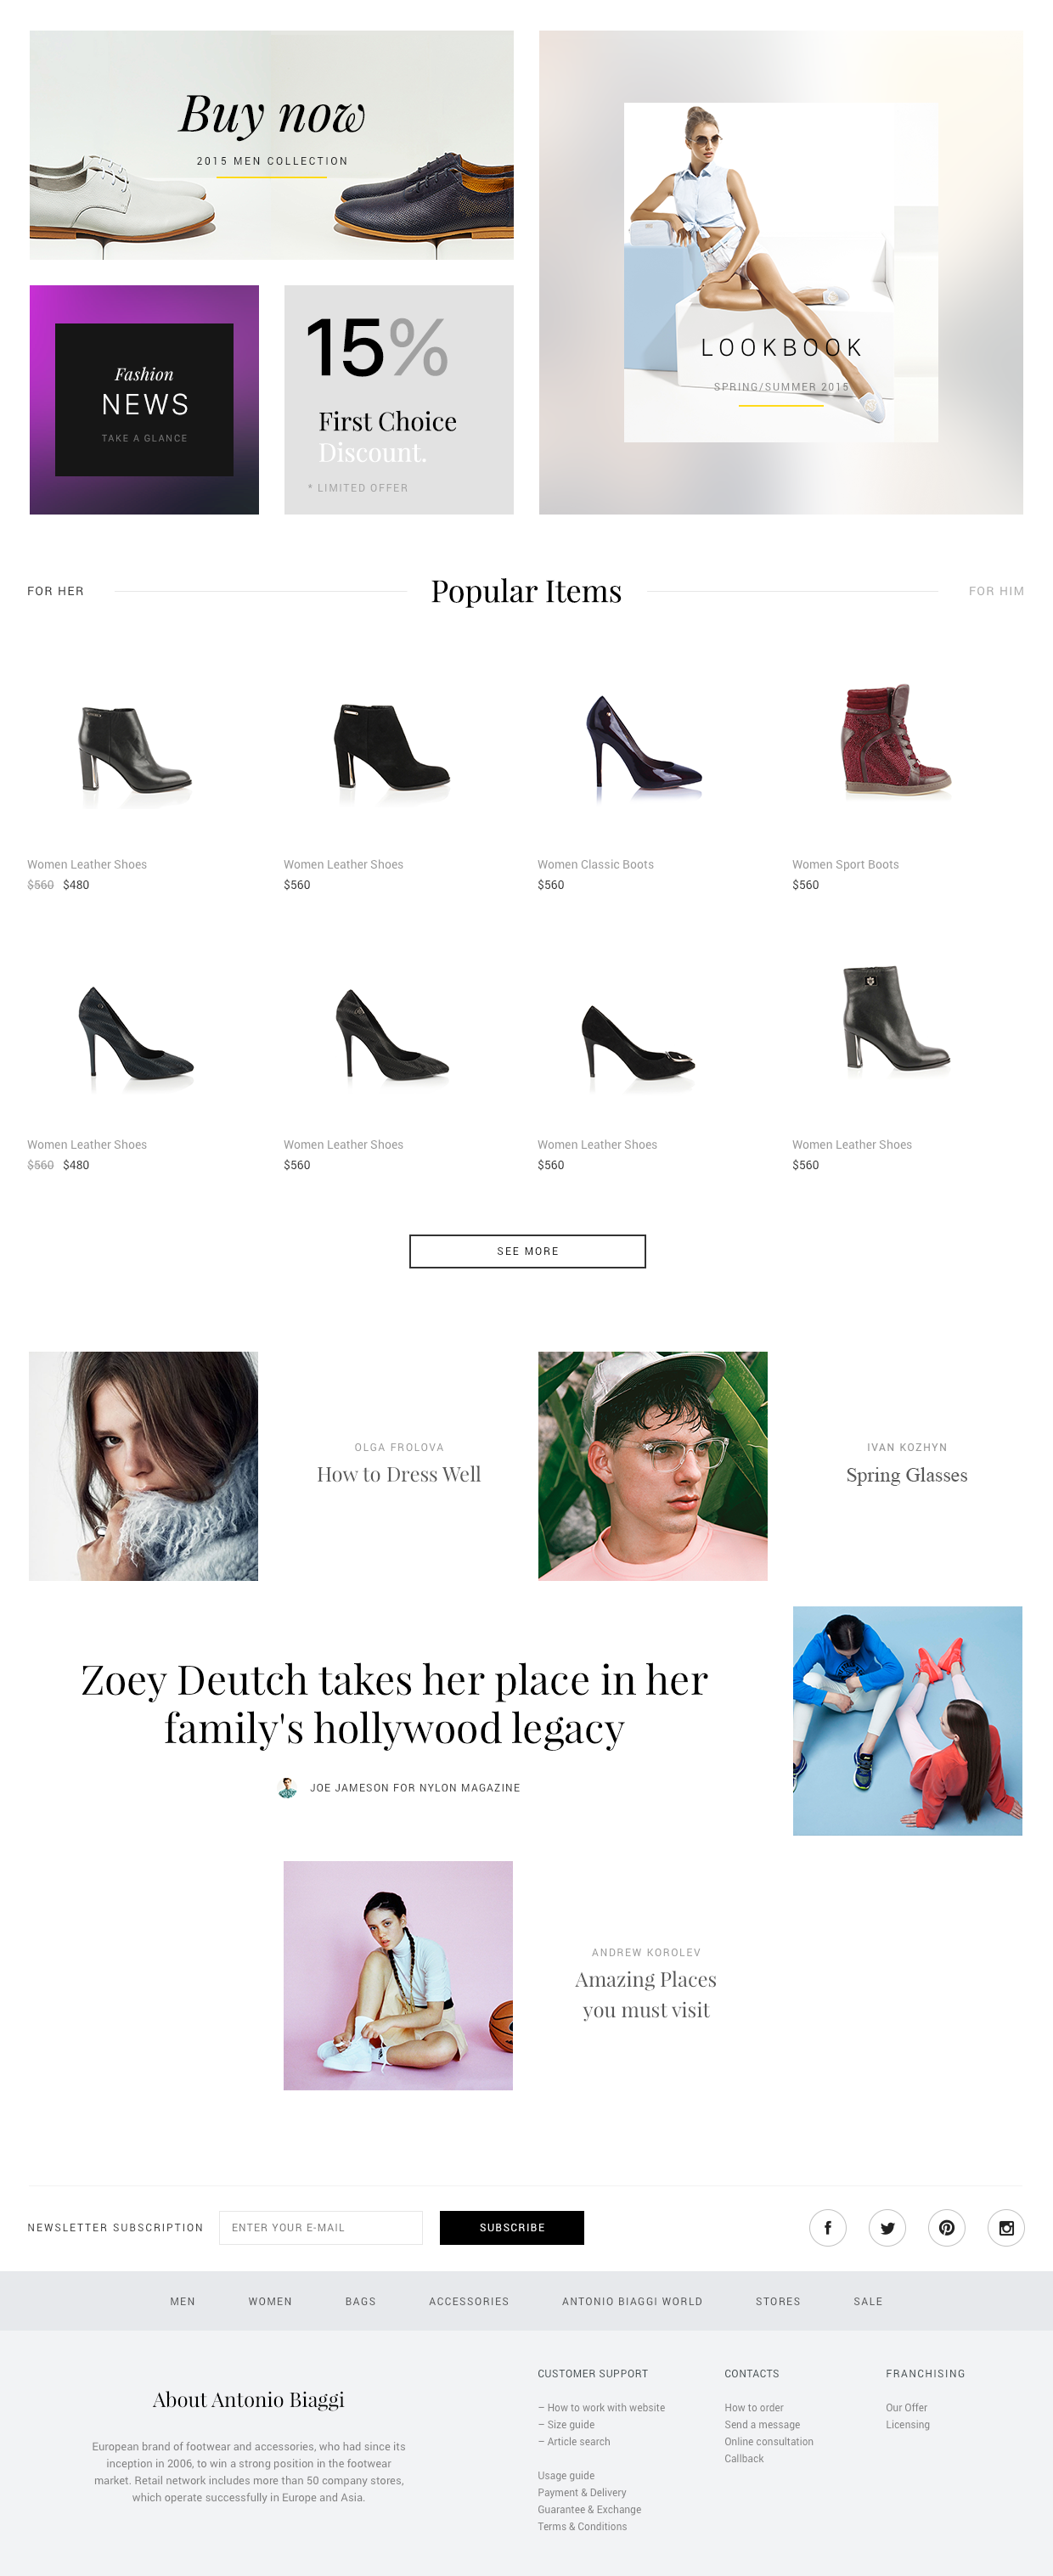 Buy now
2015 MEN COLLECTION
LOOKBOOK
SPRING/SUMMER 2015
Fashion
NEWS
TAKE A GLANCE
15%
First Choice
Discount.
* LIMITED OFFER
FOR HER
Popular Items
FOR HIM
Women Leather Shoes
$560 $480
Women Leather Shoes
$560
Women Classic Boots
$560
Women Sport Boots
$560
Women Leather Shoes
$560 $480
Women Leather Shoes
$560
Women Leather Shoes
$560
Women Leather Shoes
$560
SEE MORE
OLGA FROLOVA
How to Dress Well
IVAN KOZHYN
Spring Glasses
Zoey Deutch takes her place in her
family's hollywood legacy
JOE JAMESON FOR NYLON MAGAZINE
ANDREW KOROLEV
Amazing Places
you must visit
NEWSLETTER SUBSCRIPTION
ENTER YOUR E-MAIL
SUBSCRIBE
MEN
WOMEN
BAGS
ACCESSORIES
ANTONIO BIAGGI WORLD
STORES
SALE
About Antonio Biaggi
European brand of footwear and accessories, who had since its
inception in 2006, to win a strong position in the footwear
market. Retail network includes more than 50 company stores,
which operate successfully in Europe and Asia.
CUSTOMER SUPPORT
– How to work with website
– Size guide
– Article search
Usage guide
Payment & Delivery
Guarantee & Exchange
Terms & Conditions
CONTACTS
How to order
Send a message
Online consultation
Callback
FRANCHISING
Our Offer
Licensing